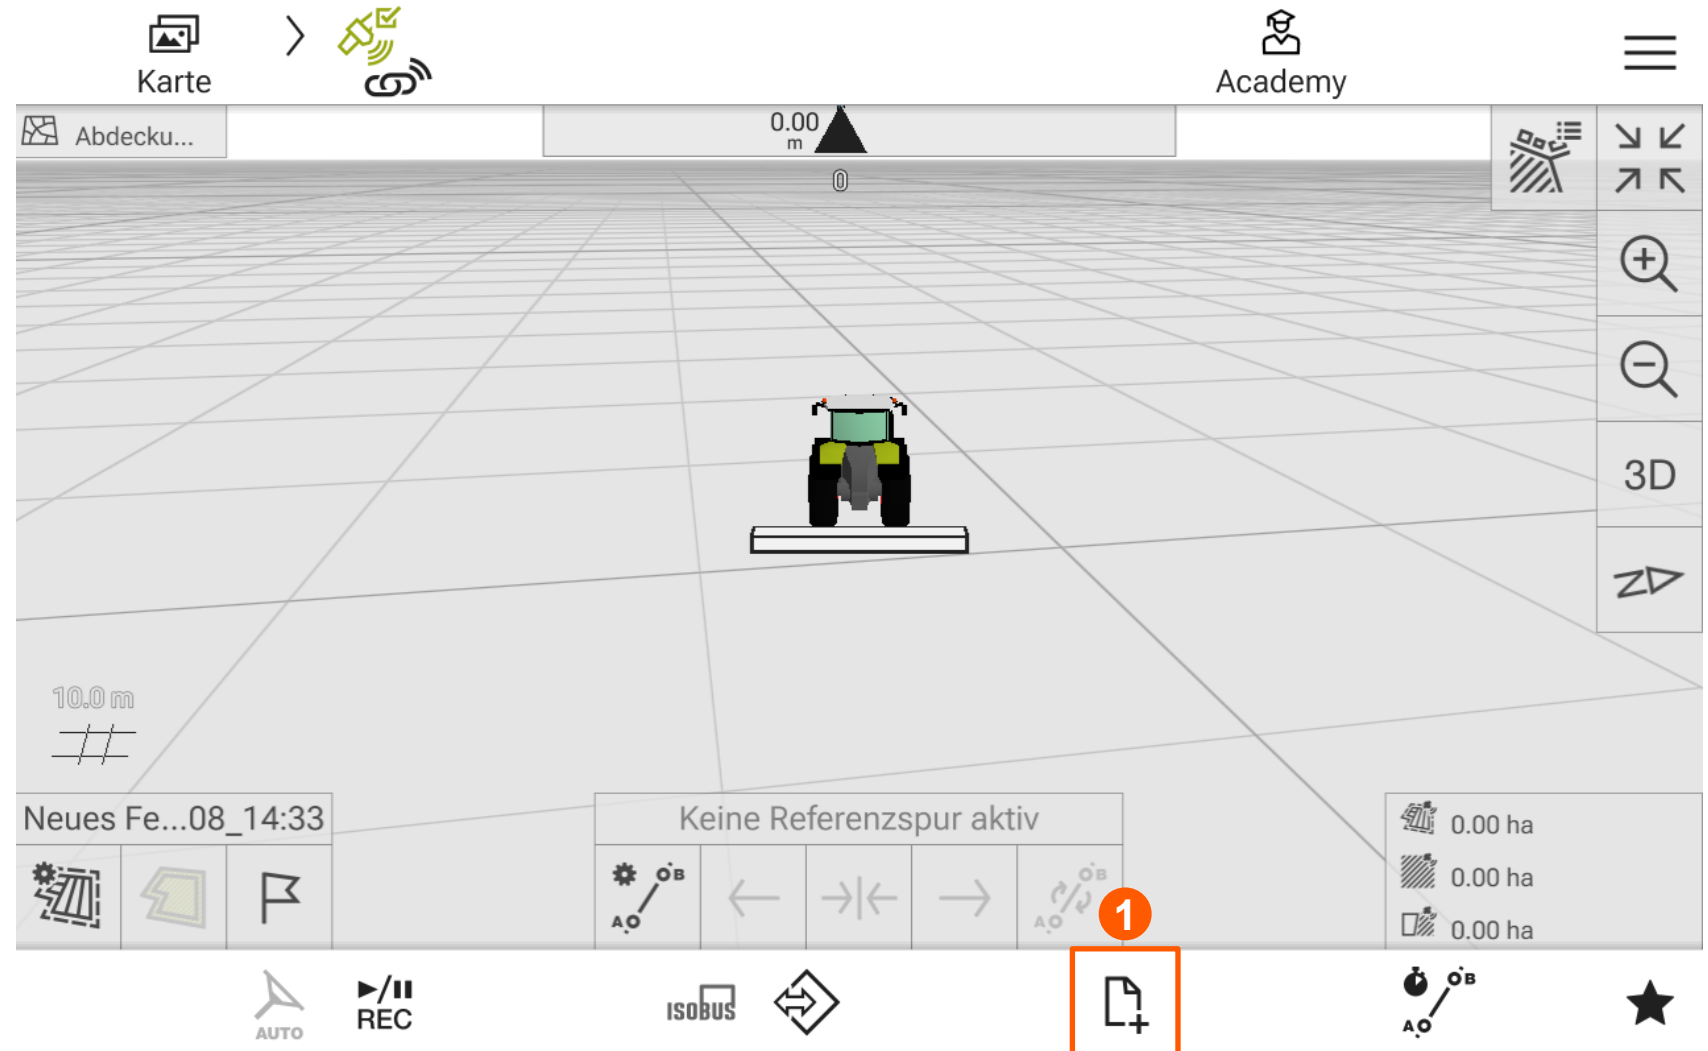 Karte
Academy
Abdecku...
0.00
m
0
3D
10.0 m
Neues Fe...08_14:33
Keine Referenzspur aktiv
0.00 ha
0.00 ha
0.00 ha
B
A
B
A
1
AUTO
REC
ISOBUS
B
A